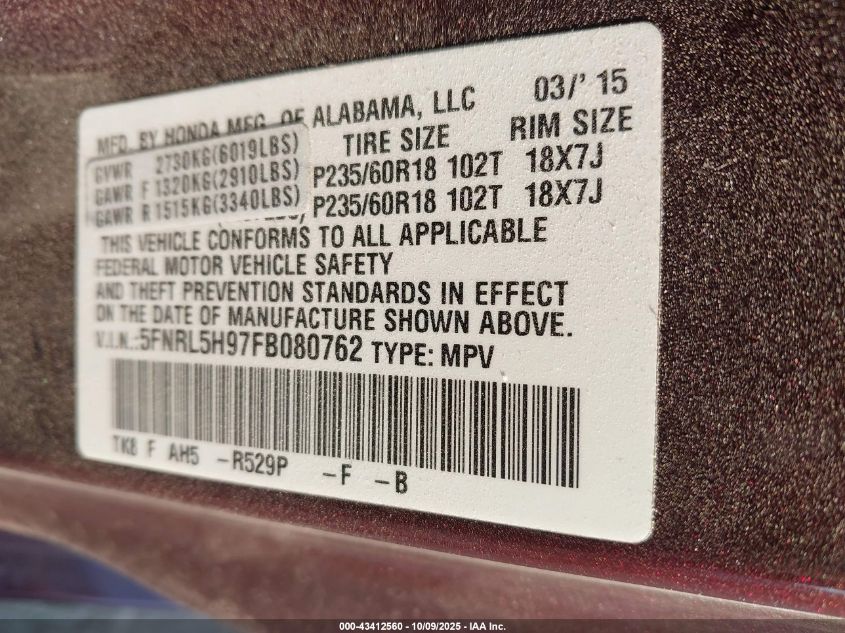 MFD. BY HONDA MFG. OF ALABAMA, LLC 03/' 15
TIRE SIZE RIM SIZE
GVWR 2730KG(6019LBS)
GAWR F 1320KG(2910LBS) P235/60R18 102T 18X7J
GAWR R 1515KG(3340LBS) P235/60R18 102T 18X7J
THIS VEHICLE CONFORMS TO ALL APPLICABLE
FEDERAL MOTOR VEHICLE SAFETY
AND THEFT PREVENTION STANDARDS IN EFFECT
ON THE DATE OF MANUFACTURE SHOWN ABOVE.
V.I.N.:5FNRL5H97FB080762 TYPE: MPV
TK8 F AH5 -R529P -F -B
000-43412560 - 10/09/2025 - IAA Inc.